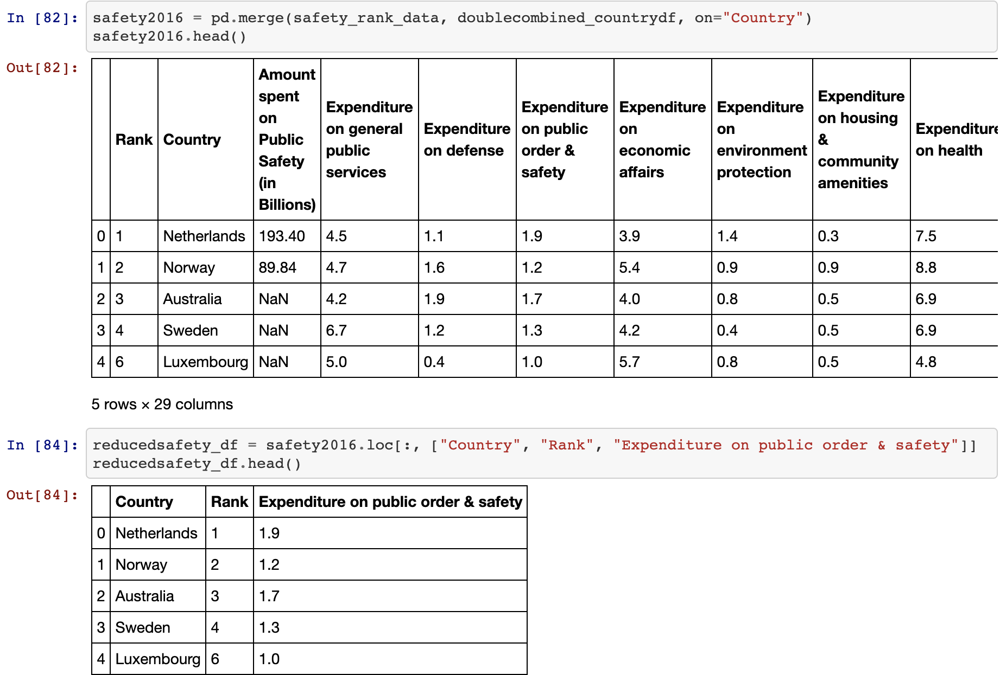 In [82]: safety2016 = pd.merge(safety_rank_data, doublecombined_countrydf, on="Country")
safety2016.head()
Out[82]:
Rank Country Amount spent on Public Safety (in Billions) Expenditure on general public services Expenditure on defense Expenditure on public order & safety Expenditure on economic affairs Expenditure on environment protection Expenditure on housing & community amenities Expenditure on health
0 1 Netherlands 193.40 4.5 1.1 1.9 3.9 1.4 0.3 7.5
1 2 Norway 89.84 4.7 1.6 1.2 5.4 0.9 0.9 8.8
2 3 Australia NaN 4.2 1.9 1.7 4.0 0.8 0.5 6.9
3 4 Sweden NaN 6.7 1.2 1.3 4.2 0.4 0.5 6.9
4 6 Luxembourg NaN 5.0 0.4 1.0 5.7 0.8 0.5 4.8
5 rows × 29 columns
In [84]: reducedsafety_df = safety2016.loc[:, ["Country", "Rank", "Expenditure on public order & safety"]]
reducedsafety_df.head()
Out[84]:
Country Rank Expenditure on public order & safety
0 Netherlands 1 1.9
1 Norway 2 1.2
2 Australia 3 1.7
3 Sweden 4 1.3
4 Luxembourg 6 1.0